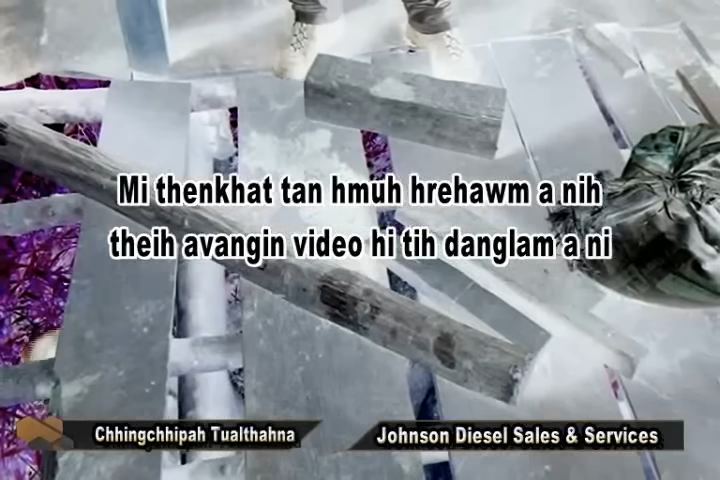 Mi thenkhat tan hmuh hrehawm a nih
theih avangin video hi tih danglam a ni
Chhingchhipah Tualthahna
Johnson Diesel Sales & Services